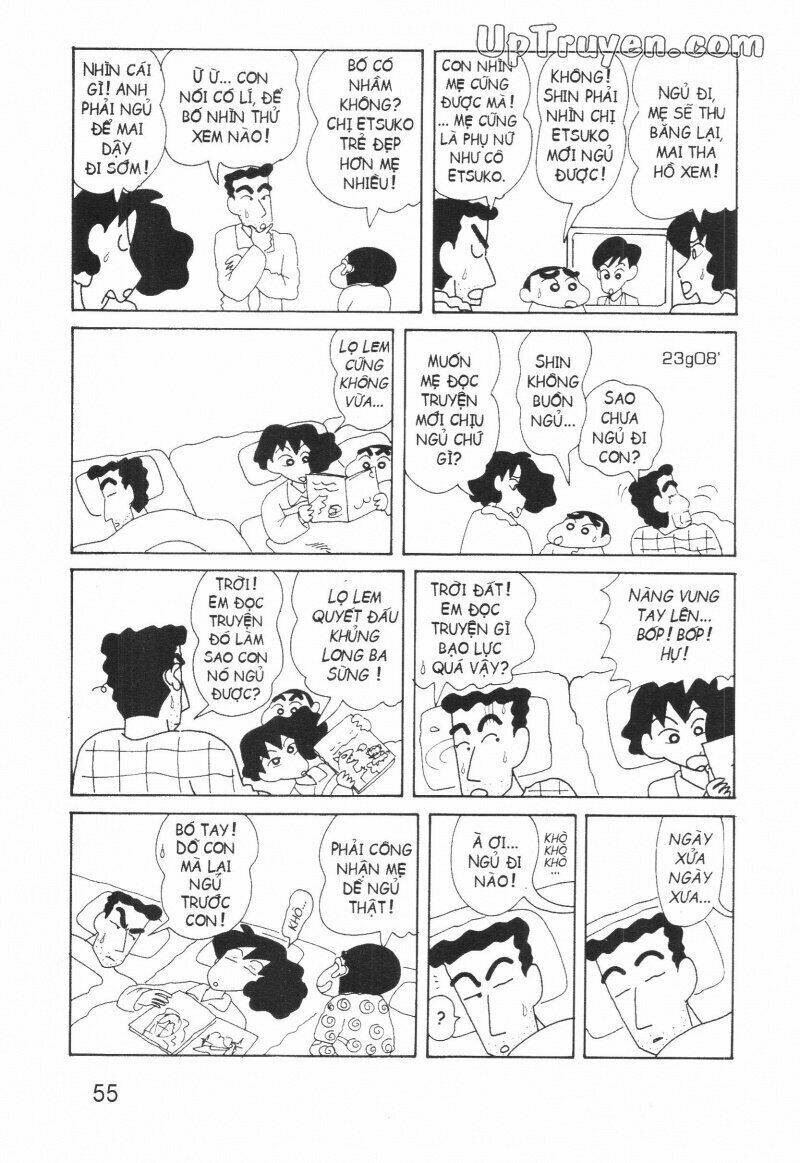 UpTruyen.com
NGỦ ĐI,
MẸ SẼ THU
BĂNG LẠI,
MAI THA
HỒ XEM!
KHÔNG!
SHIN PHẢI
NHÌN CHỊ
ETSUKO
MỚI NGỦ
ĐƯỢC!
CON NHÌN
MẸ CŨNG
ĐƯỢC MÀ!
... MẸ CŨNG
LÀ PHỤ NỮ
NHƯ CÔ
ETSUKO.
BỐ CÓ
NHẦM
KHÔNG?
CHỊ ETSUKO
TRẺ ĐẸP
HƠN MẸ
NHIỀU!
Ừ Ừ... CON
NÓI CÓ LÍ, ĐỂ
BỐ NHÌN THỬ
XEM NÀO!
NHÌN CÁI
GÌ! ANH
PHẢI NGỦ
ĐỂ MAI
DẬY
ĐI SỚM!
23g08'
SAO
CHƯA
NGỦ ĐI
CON?
SHIN
KHÔNG
BUỒN
NGỦ...
MUỐN
MẸ ĐỌC
TRUYỆN
MỚI CHỊU
NGỦ CHỨ
GÌ?
LỌ LEM
CŨNG
KHÔNG
VỪA...
NÀNG VUNG
TAY LÊN...
BỐP! BỐP!
HỰ!
TRỜI ĐẤT!
EM ĐỌC
TRUYỆN GÌ
BẠO LỰC
QUÁ VẬY?
LỌ LEM
QUYẾT ĐẤU
KHỦNG
LONG BA
SỪNG!
TRỜI!
EM ĐỌC
TRUYỆN
ĐÓ LÀM
SAO CON
NÓ NGỦ
ĐƯỢC?
NGÀY
XỬA
NGÀY
XƯA...
KHÒ
KHÒ
KHÒ
...
À ƠI...
NGỦ ĐI
NÀO!
?
PHẢI CÔNG
NHẬN MẸ
DỄ NGỦ
THẬT!
KHÒ...
BÓ TAY!
DỖ CON
MÀ LẠI
NGỦ
TRƯỚC
CON!
55